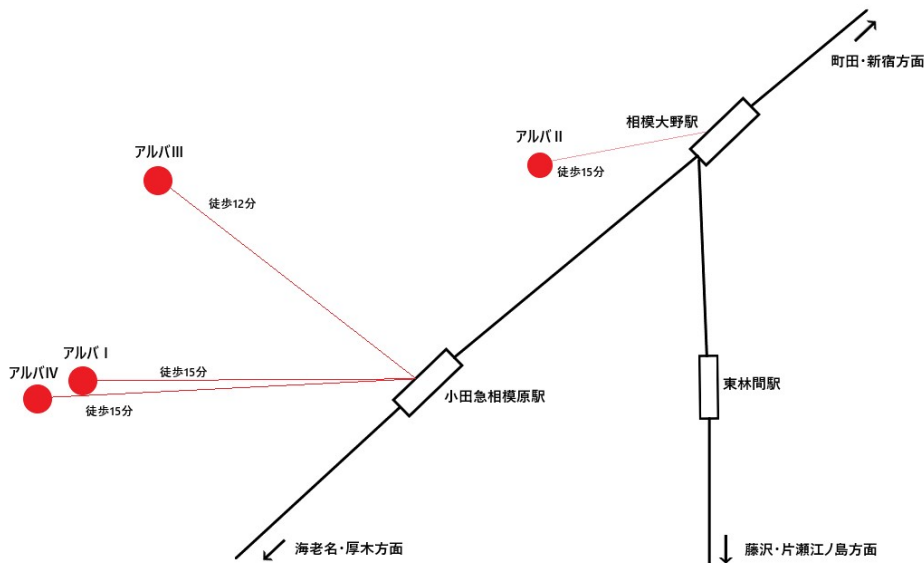 町田・新宿方面
相模大野駅
アルバⅡ
徒歩15分
アルバⅢ
徒歩12分
アルバⅠ
徒歩15分
アルバⅣ
徒歩15分
小田急相模原駅
東林間駅
海老名・厚木方面
藤沢・片瀬江ノ島方面